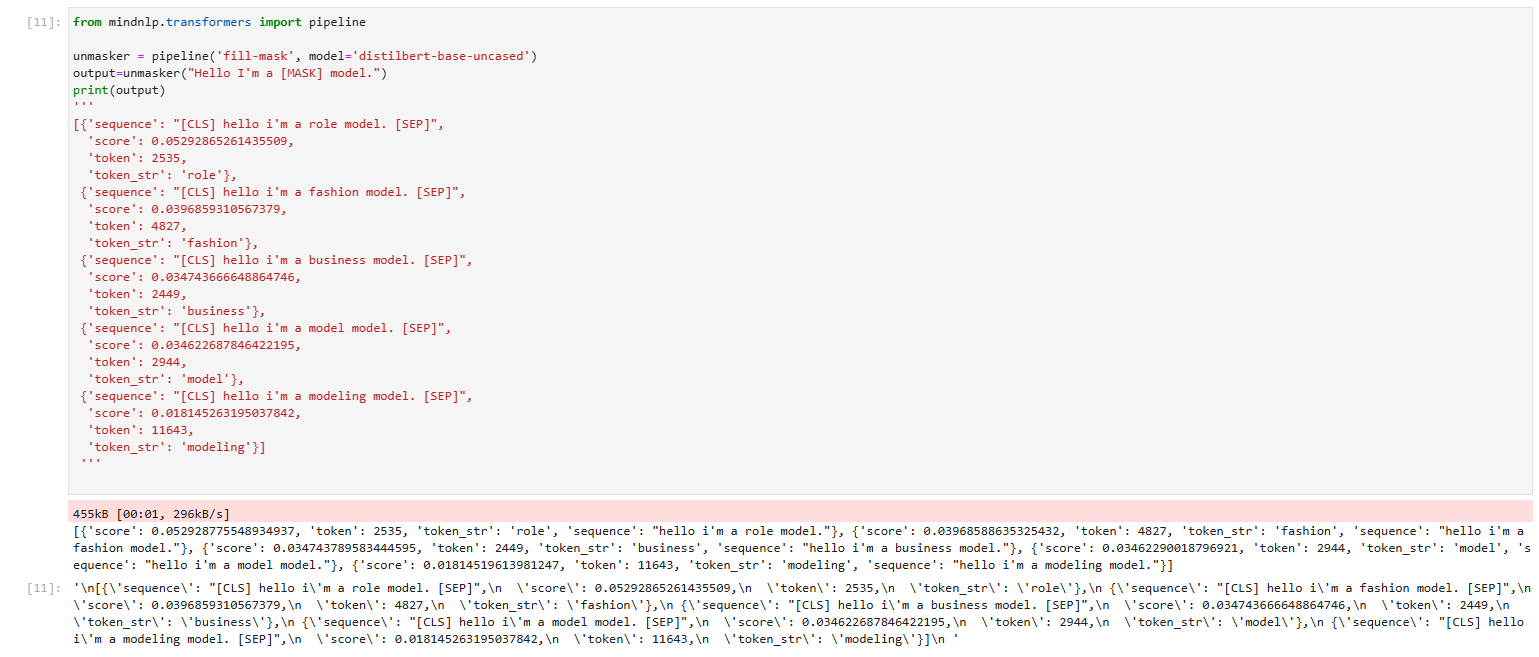 [11]: from mindnlp.transformers import pipeline

unmasker = pipeline('fill-mask', model='distilbert-base-uncased')
output=unmasker("Hello I'm a [MASK] model.")
print(output)
'''
[{'sequence': "[CLS] hello i'm a role model. [SEP]",
  'score': 0.05292865261435509,
  'token': 2535,
  'token_str': 'role'},
 {'sequence': "[CLS] hello i'm a fashion model. [SEP]",
  'score': 0.0396859310567379,
  'token': 4827,
  'token_str': 'fashion'},
 {'sequence': "[CLS] hello i'm a business model. [SEP]",
  'score': 0.034743666648864746,
  'token': 2449,
  'token_str': 'business'},
 {'sequence': "[CLS] hello i'm a model model. [SEP]",
  'score': 0.034622687846422195,
  'token': 2944,
  'token_str': 'model'},
 {'sequence': "[CLS] hello i'm a modeling model. [SEP]",
  'score': 0.018145263195037842,
  'token': 11643,
  'token_str': 'modeling'}]
 '''
455kB [00:01, 296kB/s]
[{'score': 0.052928775548934937, 'token': 2535, 'token_str': 'role', 'sequence': "hello i'm a role model."}, {'score': 0.03968588635325432, 'token': 4827, 'token_str': 'fashion', 'sequence': "hello i'm a
fashion model."}, {'score': 0.034743789583444595, 'token': 2449, 'token_str': 'business', 'sequence': "hello i'm a business model."}, {'score': 0.03462290018796921, 'token': 2944, 'token_str': 'model', 's
equence': "hello i'm a model model."}, {'score': 0.01814519613981247, 'token': 11643, 'token_str': 'modeling', 'sequence': "hello i'm a modeling model."}]
[11]: '\n[{\'sequence\': "[CLS] hello i\'m a role model. [SEP]",\n  \'score\': 0.05292865261435509,\n  \'token\': 2535,\n  \'token_str\': \'role\'},\n {\'sequence\': "[CLS] hello i\'m a fashion model. [SEP]",\n
\'score\': 0.0396859310567379,\n  \'token\': 4827,\n  \'token_str\': \'fashion\'},\n {\'sequence\': "[CLS] hello i\'m a business model. [SEP]",\n  \'score\': 0.034743666648864746,\n  \'token\': 2449,\n
\'token_str\': \'business\'},\n {\'sequence\': "[CLS] hello i\'m a model model. [SEP]",\n  \'score\': 0.034622687846422195,\n  \'token\': 2944,\n  \'token_str\': \'model\'},\n {\'sequence\': "[CLS] hello
i\'m a modeling model. [SEP]",\n  \'score\': 0.018145263195037842,\n  \'token\': 11643,\n  \'token_str\': \'modeling\'}]\n '